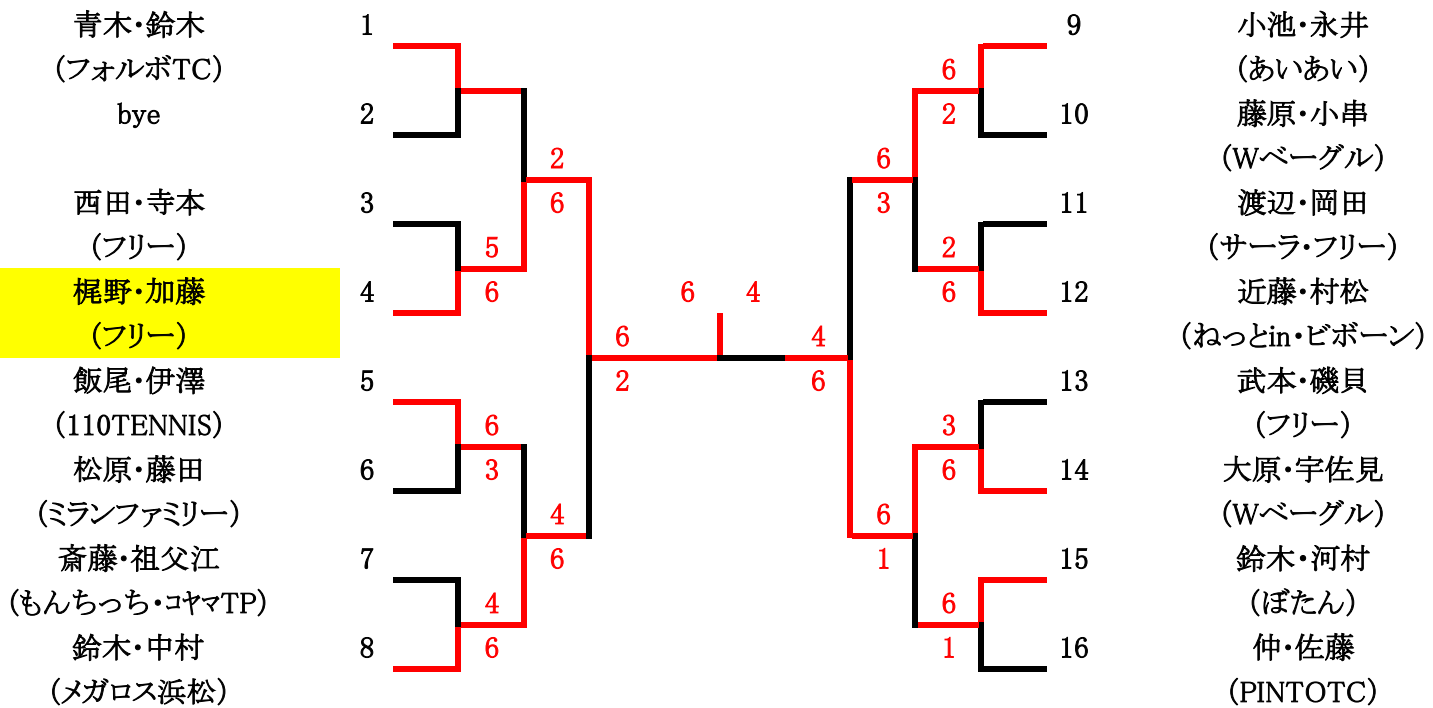 青木・鈴木 1
(フォルボTC)
bye 2
西田・寺本 3
(フリー)
梶野・加藤 4
(フリー)
飯尾・伊澤 5
(110TENNIS)
松原・藤田 6
(ミランファミリー)
斎藤・祖父江 7
(もんちっち・コヤマTP)
鈴木・中村 8
(メガロス浜松)
5
6
6
3
4
6
2
6
4
6
6
2
6 4
4
6
6
3
6
1
6
2
2
6
3
6
6
1
9 小池・永井
(あいあい)
10 藤原・小串
(Wベーグル)
11 渡辺・岡田
(サーラ・フリー)
12 近藤・村松
(ねっとin・ビボーン)
13 武本・磯貝
(フリー)
14 大原・宇佐見
(Wベーグル)
15 鈴木・河村
(ぼたん)
16 仲・佐藤
(PINTOTC)